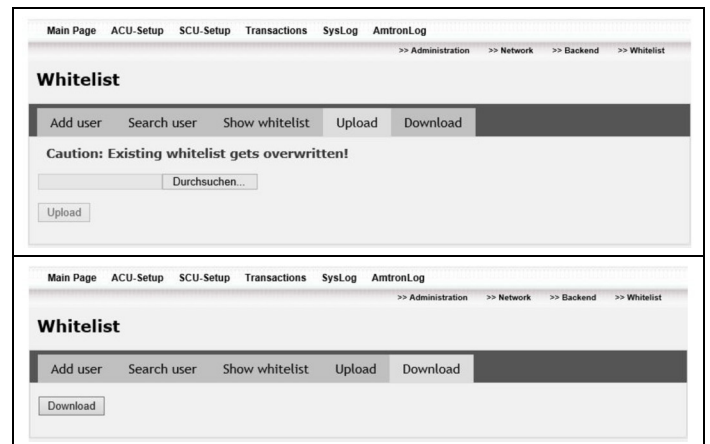 Main Page ACU-Setup SCU-Setup Transactions SysLog AmtronLog
>> Administration >> Network >> Backend >> Whitelist
Whitelist
Add user Search user Show whitelist Upload Download
Caution: Existing whitelist gets overwritten!
Durchsuchen...
Upload
Main Page ACU-Setup SCU-Setup Transactions SysLog AmtronLog
>> Administration >> Network >> Backend >> Whitelist
Whitelist
Add user Search user Show whitelist Upload Download
Download